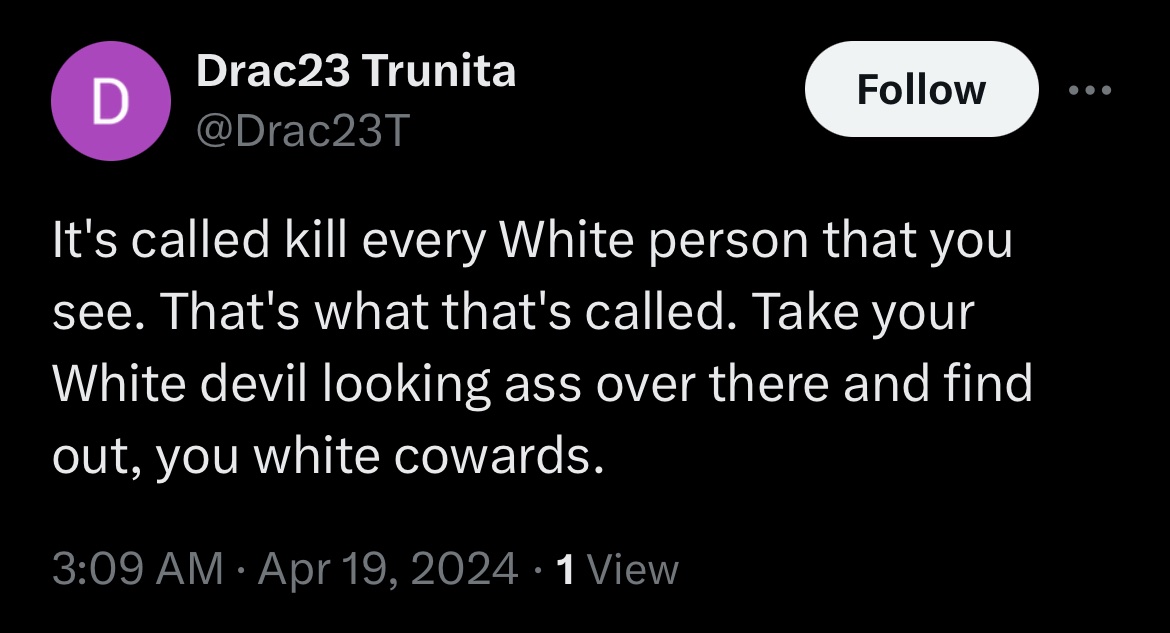 D
Drac23 Trunita
@Drac23T
Follow
It's called kill every White person that you
see. That's what that's called. Take your
White devil looking ass over there and find
out, you white cowards.
3:09 AM · Apr 19, 2024 · 1 View